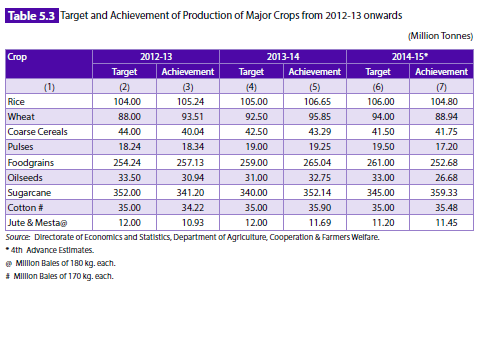 Table 5.3 Target and Achievement of Production of Major Crops from 2012-13 onwards
(Million Tonnes)
Crop 2012-13 2013-14 2014-15*
Target Achievement Target Achievement Target Achievement
(1) (2) (3) (4) (5) (6) (7)
Rice 104.00 105.24 105.00 106.65 106.00 104.80
Wheat 88.00 93.51 92.50 95.85 94.00 88.94
Coarse Cereals 44.00 40.04 42.50 43.29 41.50 41.75
Pulses 18.24 18.34 19.00 19.25 19.50 17.20
Foodgrains 254.24 257.13 259.00 265.04 261.00 252.68
Oilseeds 33.50 30.94 31.00 32.75 33.00 26.68
Sugarcane 352.00 341.20 340.00 352.14 345.00 359.33
Cotton # 35.00 34.22 35.00 35.90 35.00 35.48
Jute & Mesta@ 12.00 10.93 12.00 11.69 11.20 11.45
Source: Directorate of Economics and Statistics, Department of Agriculture, Cooperation & Farmers Welfare.
* 4th Advance Estimates.
@ Million Bales of 180 kg. each.
# Million Bales of 170 kg. each.